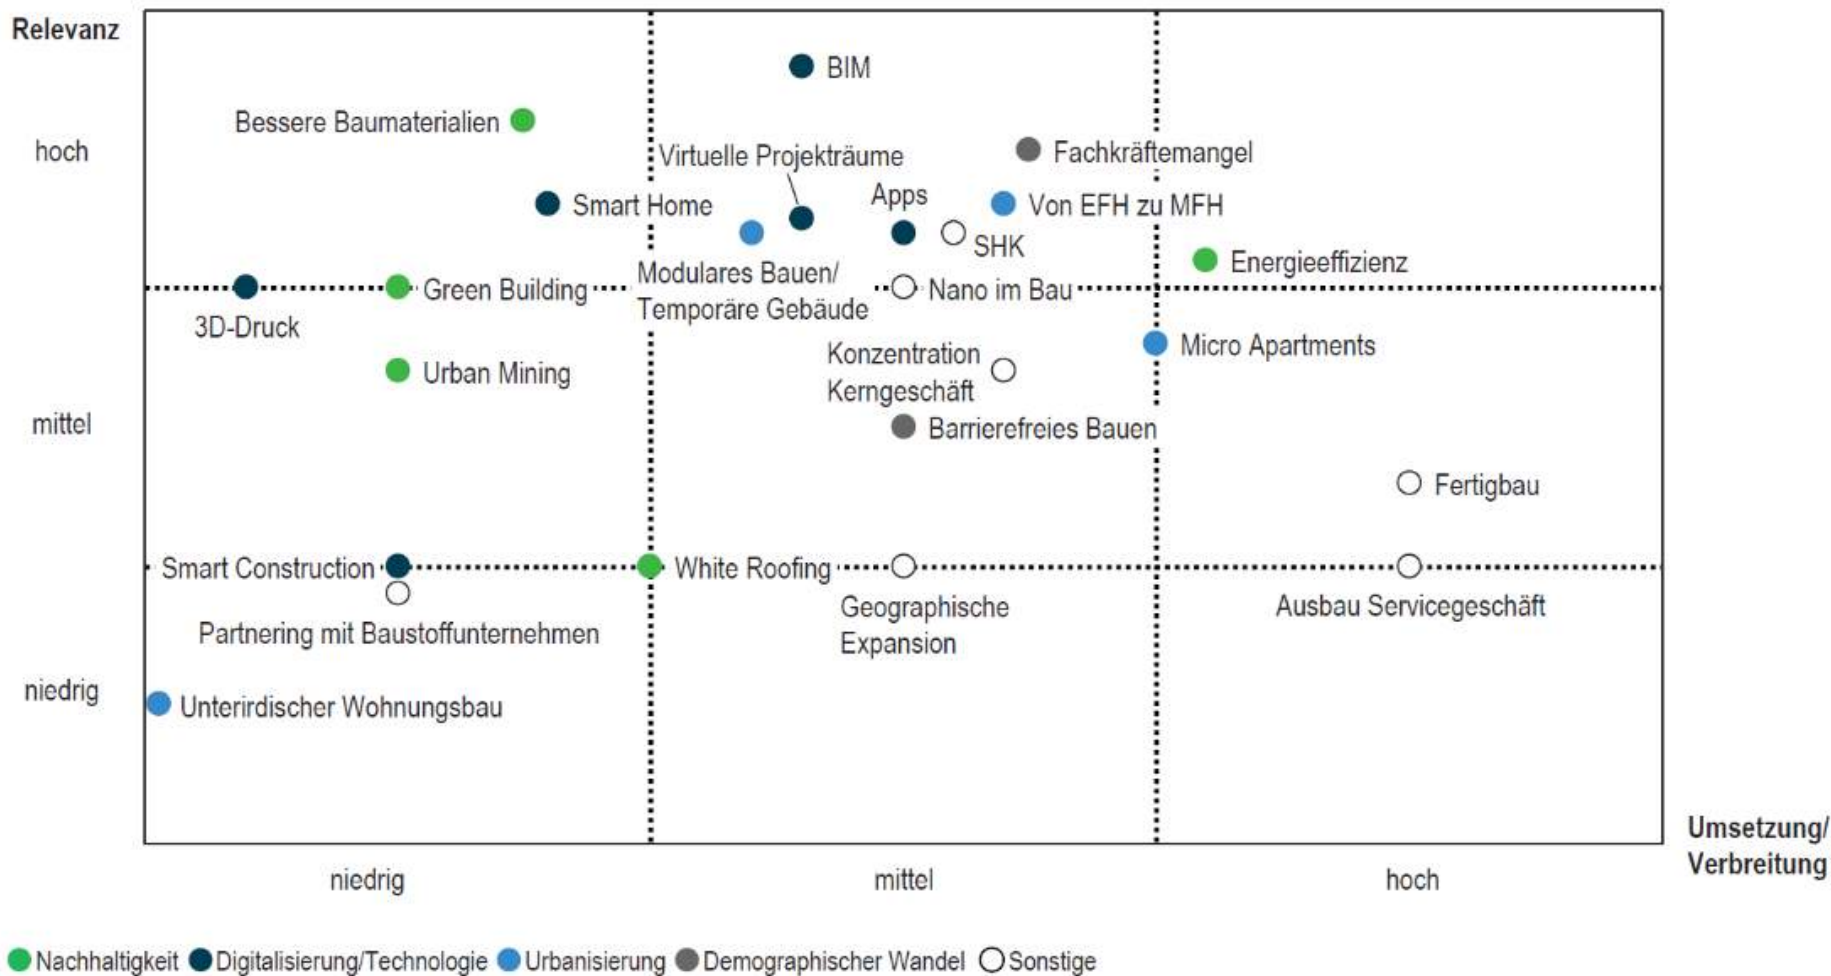 Relevanz
BIM
Bessere Baumaterialien
hoch
Virtuelle Projekträume
Fachkräftemangel
Apps
Smart Home
Von EFH zu MFH
SHK
Energieeffizienz
Modulares Bauen/
Temporäre Gebäude
Green Building
Nano im Bau
3D-Druck
Micro Apartments
Konzentration
Kerngeschäft
Urban Mining
mittel
Barrierefreies Bauen
Fertigbau
Smart Construction
White Roofing
Geographische
Expansion
Ausbau Servicegeschäft
Partnering mit Baustoffunternehmen
niedrig
Unterirdischer Wohnungsbau
Umsetzung/
Verbreitung
niedrig
mittel
hoch
Nachhaltigkeit Digitalisierung/Technologie Urbanisierung Demographischer Wandel Sonstige